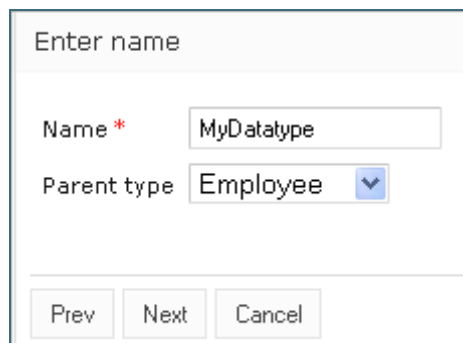 Enter name
Name * MyDatatype
Parent type Employee
Prev Next Cancel